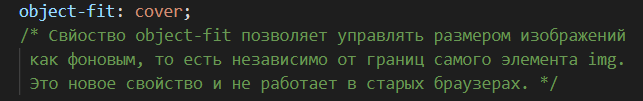 object-fit: cover;
/* Свйоство object-fit позволяет управлять размером изображений
как фоновым, то есть независимо от границ самого элемента img.
Это новое свойство и не работает в старых браузерах. */